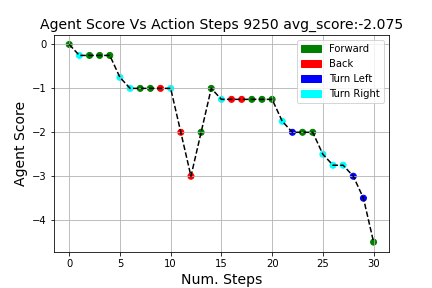 Agent Score Vs Action Steps 9250 avg_score:-2.075
Agent Score
0
−1
−2
−3
−4
Forward
Back
Turn Left
Turn Right
0 5 10 15 20 25 30
Num. Steps